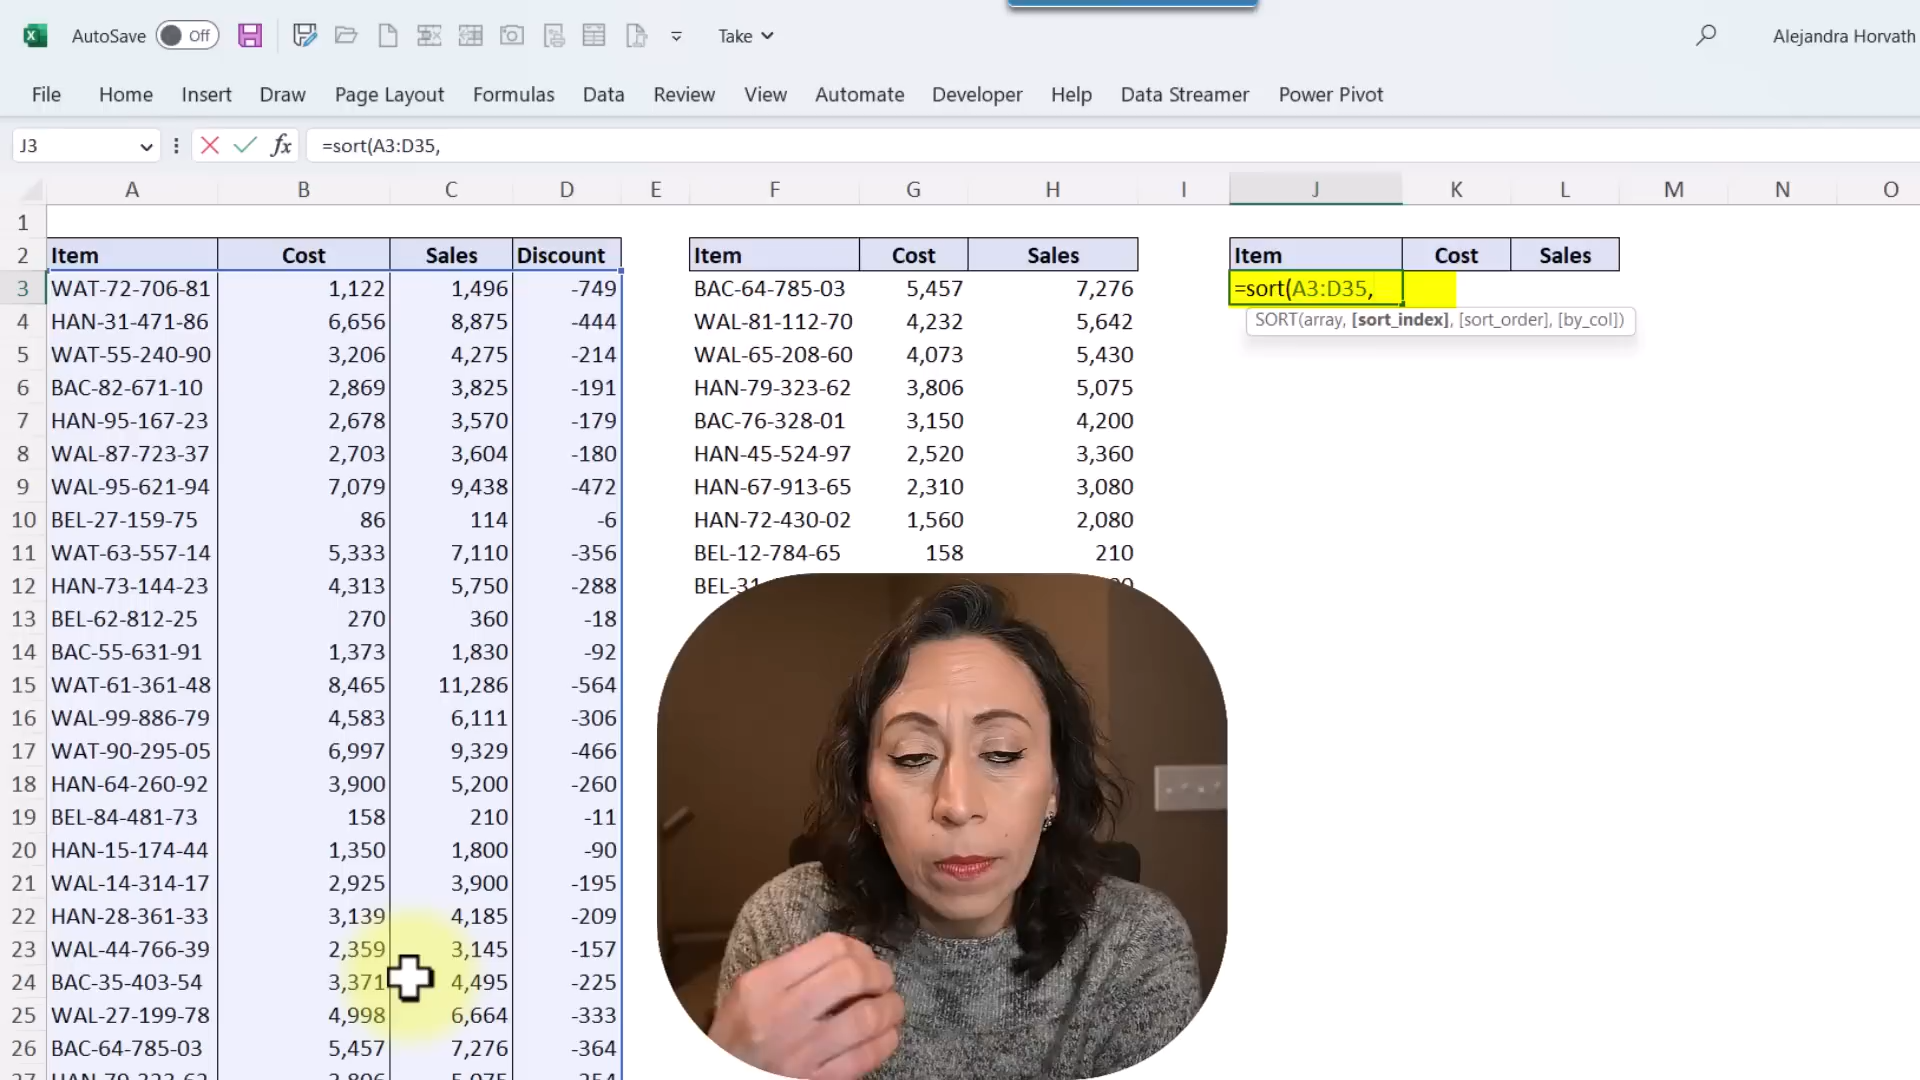 AutoSave Off Take Alejandra Horvath
File Home Insert Draw Page Layout Formulas Data Review View Automate Developer Help Data Streamer Power Pivot
J3 fx =sort(A3:D35,
A B C D E F G H I J K L M N O
1
2 Item Cost Sales Discount Item Cost Sales Item Cost Sales
3 WAT-72-706-81 1,122 1,496 -749 BAC-64-785-03 5,457 7,276 =sort(A3:D35,
4 HAN-31-471-86 6,656 8,875 -444 WAL-81-112-70 4,232 5,642 SORT(array, [sort_index], [sort_order], [by_col])
5 WAT-55-240-90 3,206 4,275 -214 WAL-65-208-60 4,073 5,430
6 BAC-82-671-10 2,869 3,825 -191 HAN-79-323-62 3,806 5,075
7 HAN-95-167-23 2,678 3,570 -179 BAC-76-328-01 3,150 4,200
8 WAL-87-723-37 2,703 3,604 -180 HAN-45-524-97 2,520 3,360
9 WAL-95-621-94 7,079 9,438 -472 HAN-67-913-65 2,310 3,080
10 BEL-27-159-75 86 114 -6 HAN-72-430-02 1,560 2,080
11 WAT-63-557-14 5,333 7,110 -356 BEL-12-784-65 158 210
12 HAN-73-144-23 4,313 5,750 -288
13 BEL-62-812-25 270 360 -18
14 BAC-55-631-91 1,373 1,830 -92
15 WAT-61-361-48 8,465 11,286 -564
16 WAL-99-886-79 4,583 6,111 -306
17 WAT-90-295-05 6,997 9,329 -466
18 HAN-64-260-92 3,900 5,200 -260
19 BEL-84-481-73 158 210 -11
20 HAN-15-174-44 1,350 1,800 -90
21 WAL-14-314-17 2,925 3,900 -195
22 HAN-28-361-33 3,139 4,185 -209
23 WAL-44-766-39 2,359 3,145 -157
24 BAC-35-403-54 3,371 4,495 -225
25 WAL-27-199-78 4,998 6,664 -333
26 BAC-64-785-03 5,457 7,276 -364